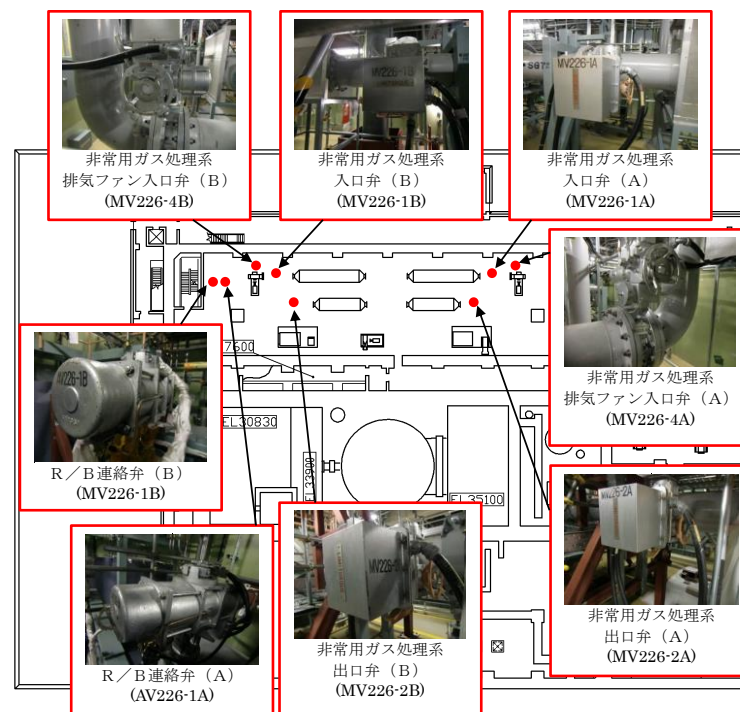 MV226-1B
SGT
MV226-1A
非常用ガス処理系
排気ファン入口弁（B）
(MV226-4B)
非常用ガス処理系
入口弁（B）
(MV226-1B)
非常用ガス処理系
入口弁（A）
(MV226-1A)
非常用ガス処理系
排気ファン入口弁（A）
(MV226-4A)
7600
AV226-1B
R／B連絡弁（B）
(MV226-1B)
EL30830
EL33900
EL35100
R／B連絡弁（A）
(AV226-1A)
非常用ガス処理系
出口弁（B）
(MV226-2B)
MV226-2A
非常用ガス処理系
出口弁（A）
(MV226-2A)